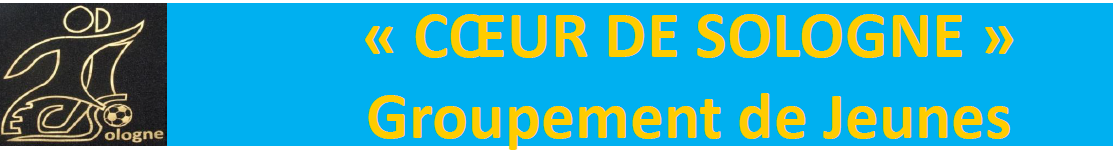 « CŒUR DE SOLOGNE »
Groupement de Jeunes
OD
ologne